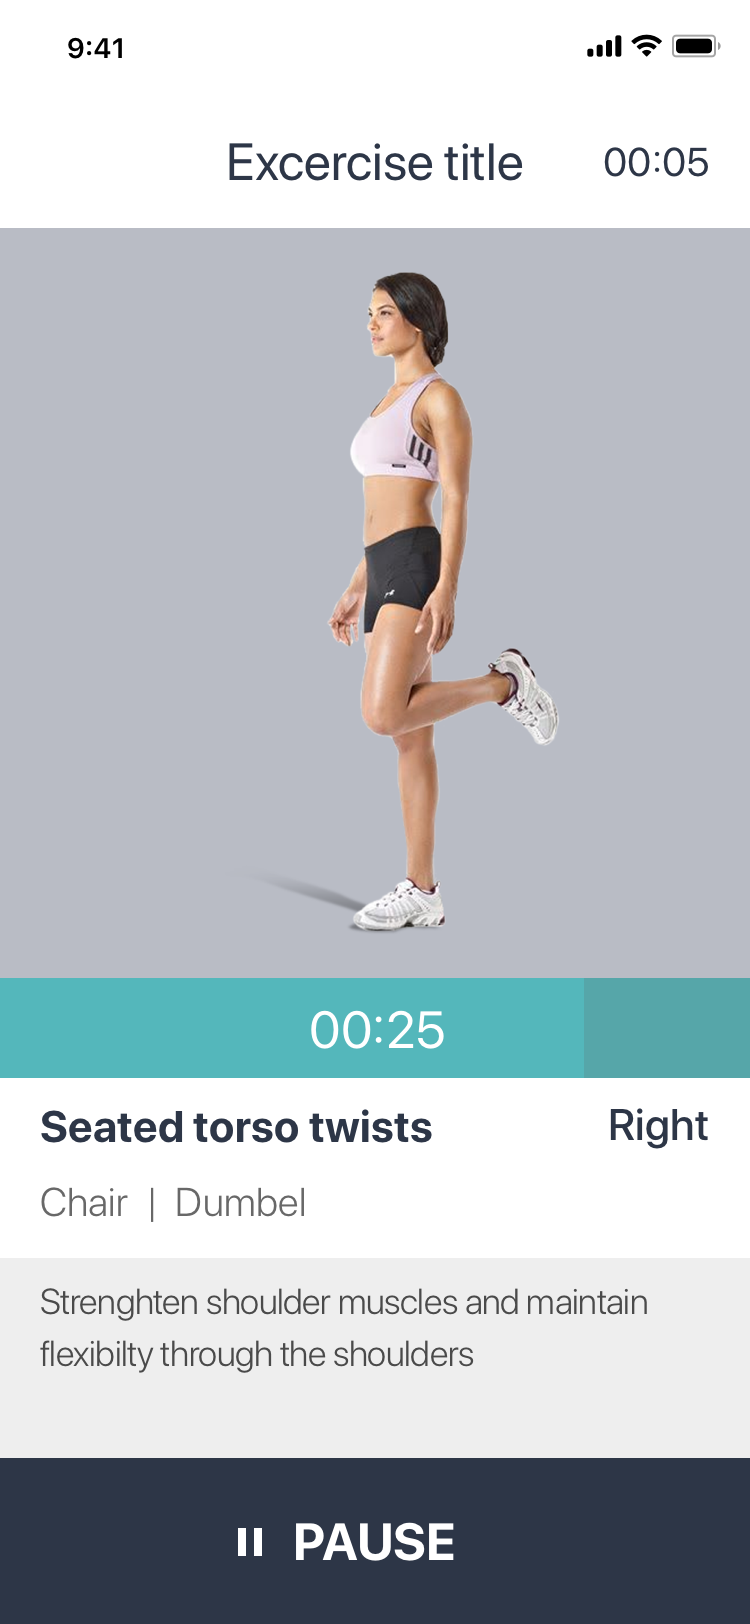 9:41
Excercise title
00:05
00:25
Seated torso twists
Right
Chair | Dumbel
Strenghten shoulder muscles and maintain
flexibilty through the shoulders
PAUSE